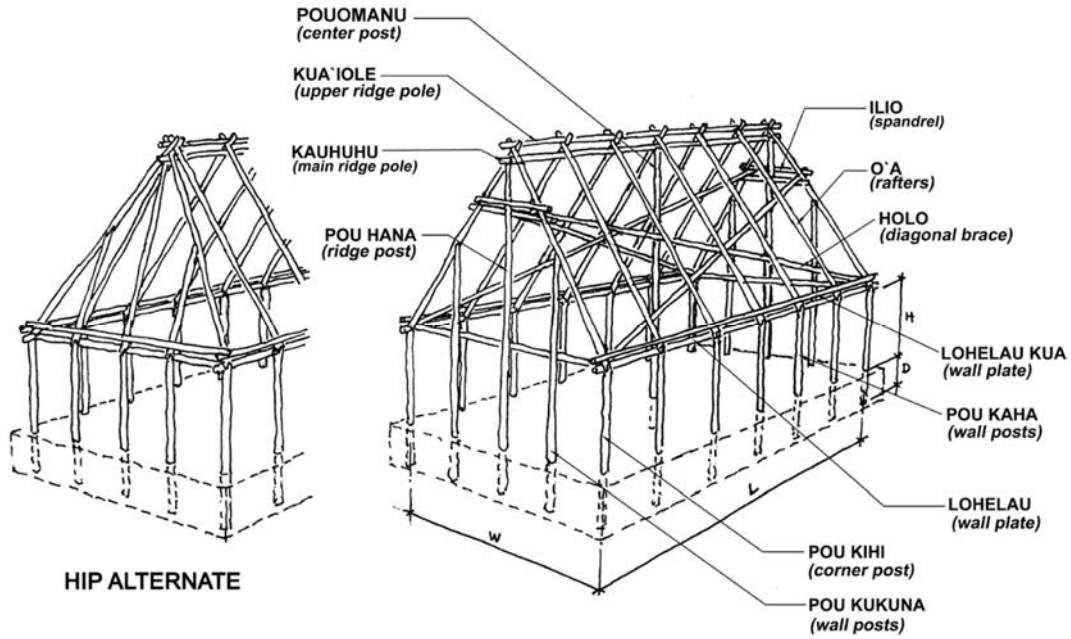 POUOMANU
(center post)
KUA`IOLE
(upper ridge pole)
KAUHUHU
(main ridge pole)
POU HANA
(ridge post)
ILIO
(spandrel)
O`A
(rafters)
HOLO
(diagonal brace)
H
D
LOHELAU KUA
(wall plate)
POU KAHA
(wall posts)
L
W
LOHELAU
(wall plate)
POU KIHI
(corner post)
POU KUKUNA
(wall posts)
HIP ALTERNATE